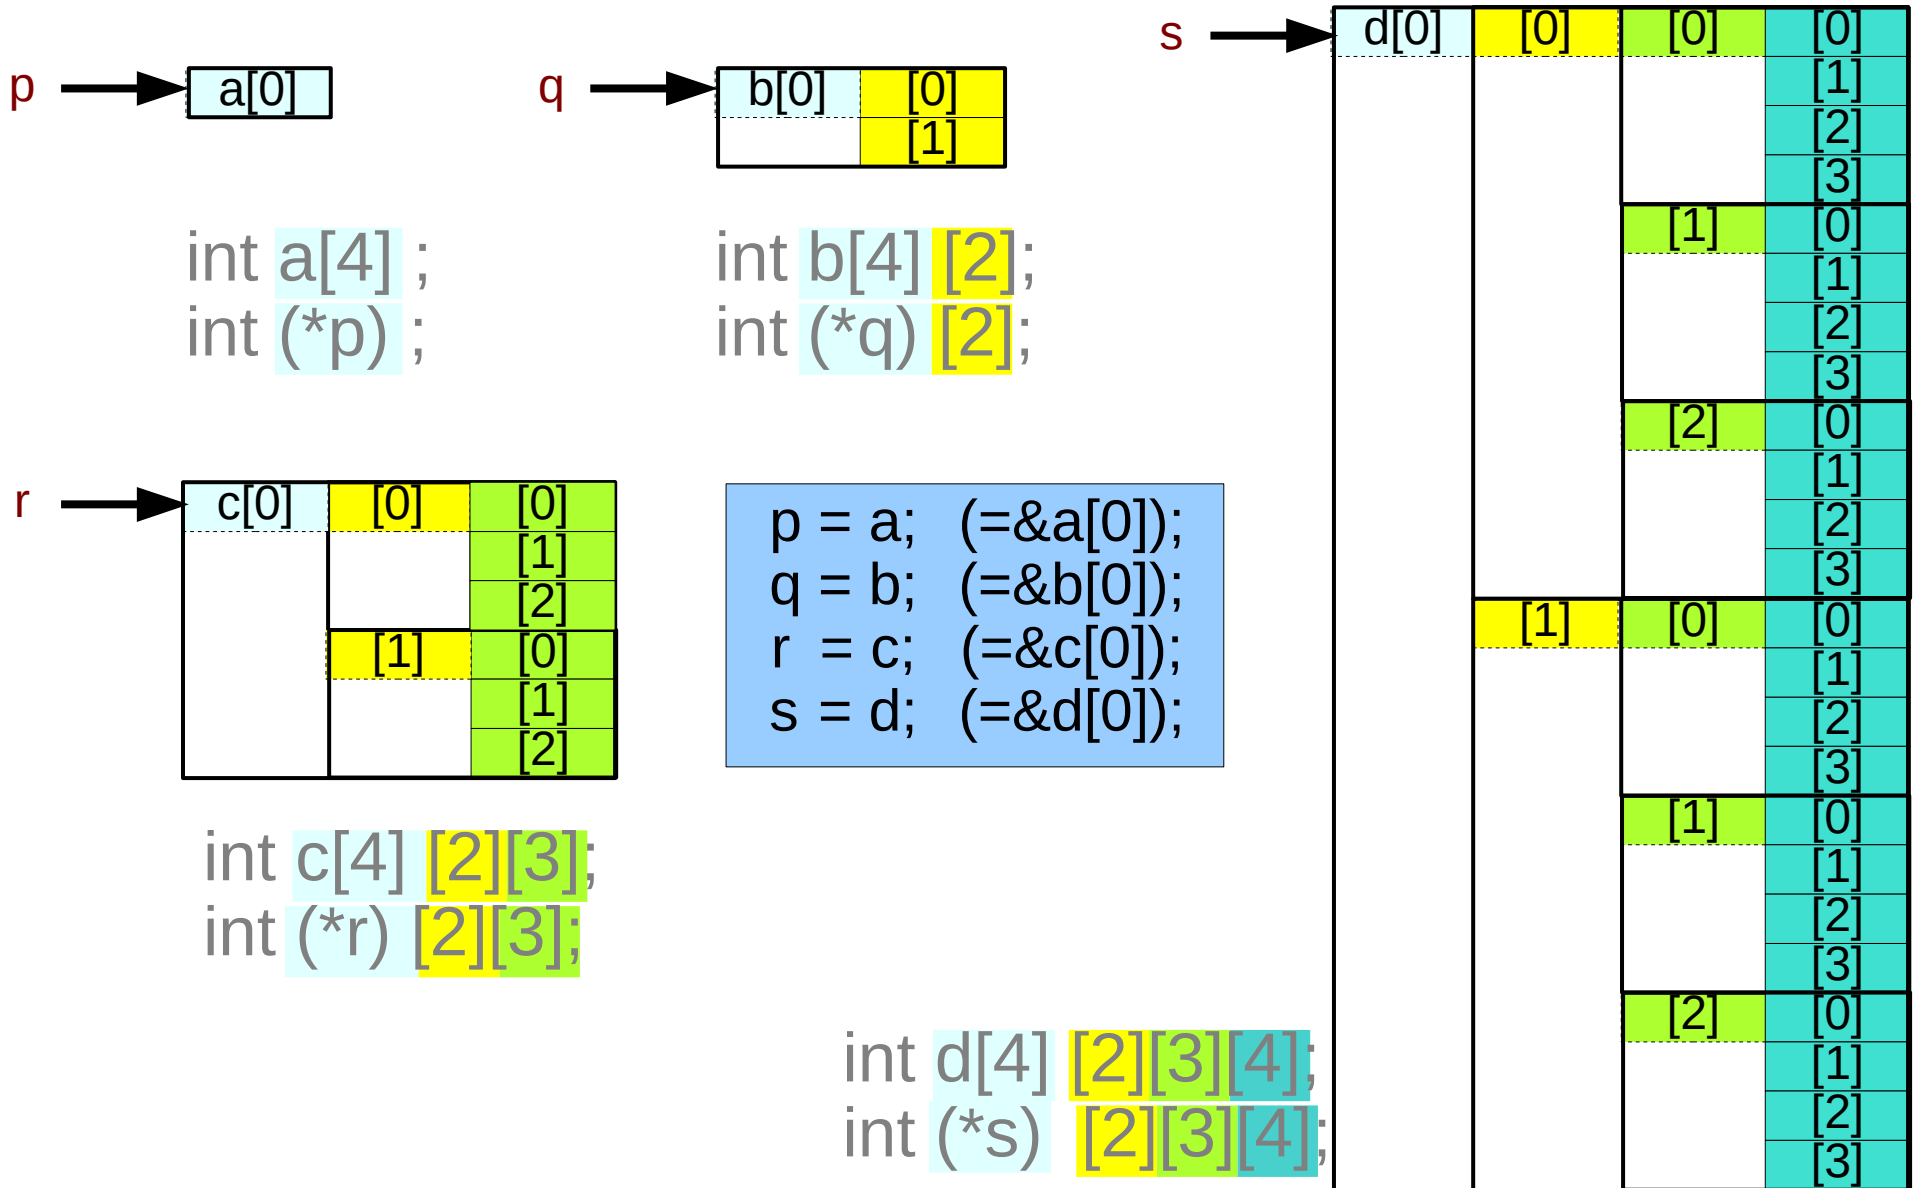 p a[0]
q b[0] [0]
[1]
int a[4] ;
int (*p) ;
int b[4] [2];
int (*q) [2];
r c[0] [0] [0]
[1]
[2]
[1] [0]
[1]
[2]
int c[4] [2][3];
int (*r) [2][3];
p = a; (=&a[0]);
q = b; (=&b[0]);
r = c; (=&c[0]);
s = d; (=&d[0]);
s d[0] [0] [0] [0]
[1]
[2]
[3]
[1] [0]
[1]
[2]
[3]
[2] [0]
[1]
[2]
[3]
[1] [0] [0]
[1]
[2]
[3]
[1] [0]
[1]
[2]
[3]
[2] [0]
[1]
[2]
[3]
int d[4] [2][3][4];
int (*s) [2][3][4];